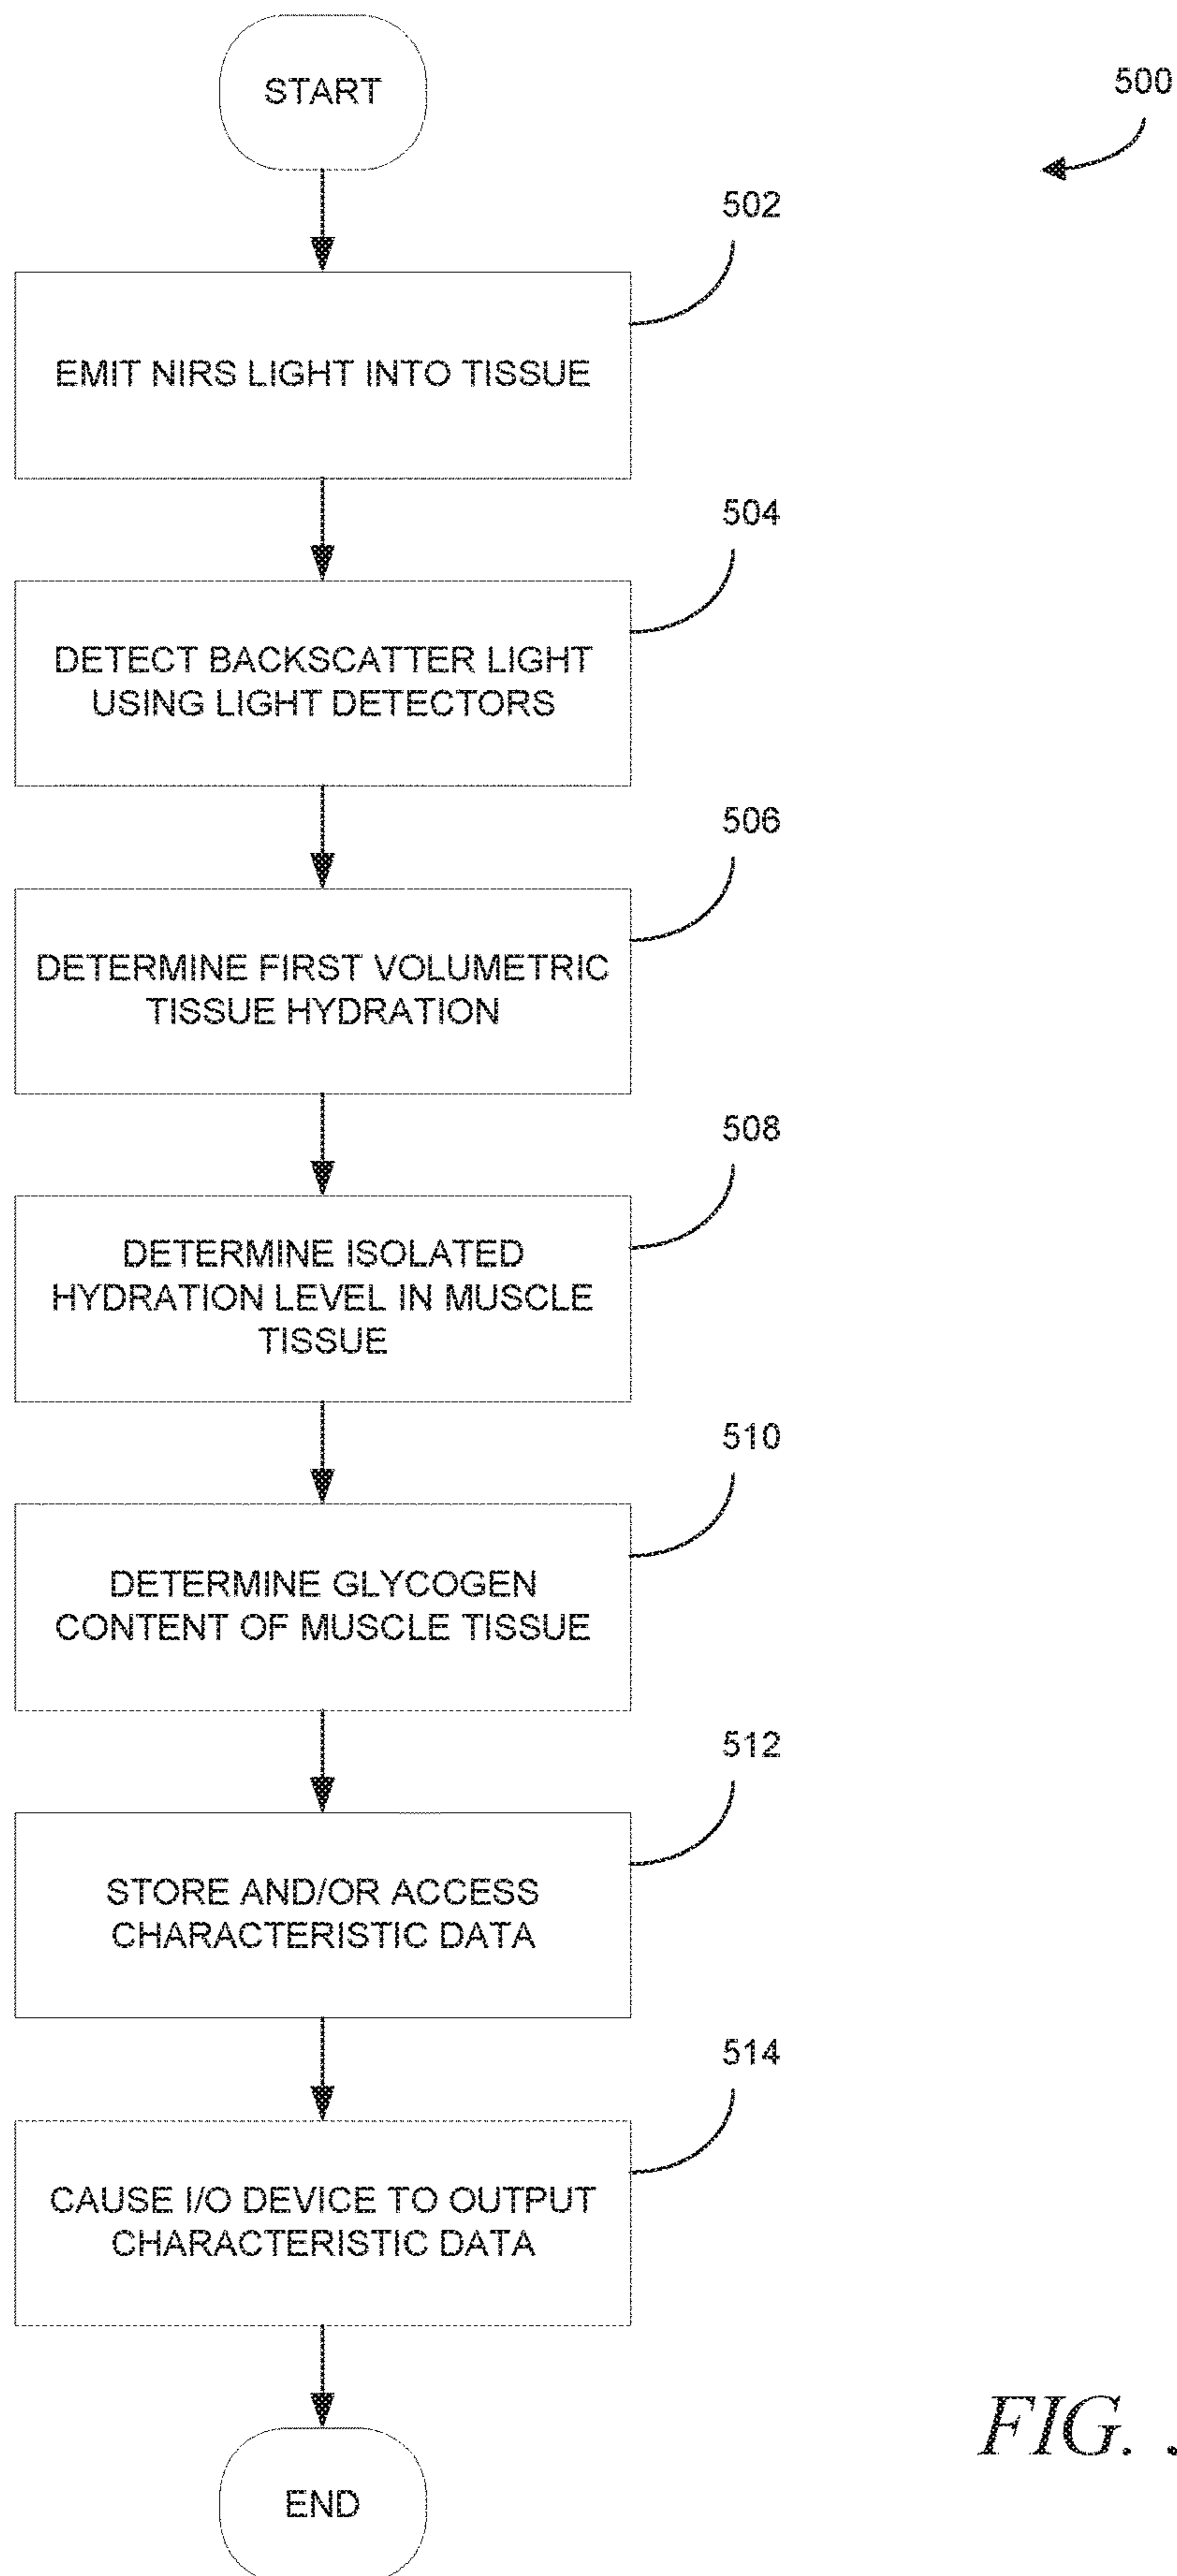 START
500
502
EMIT NIRS LIGHT INTO TISSUE
504
DETECT BACKSCATTER LIGHT
USING LIGHT DETECTORS
506
DETERMINE FIRST VOLUMETRIC
TISSUE HYDRATION
508
DETERMINE ISOLATED
HYDRATION LEVEL IN MUSCLE
TISSUE
510
DETERMINE GLYCOGEN
CONTENT OF MUSCLE TISSUE
512
STORE AND/OR ACCESS
CHARACTERISTIC DATA
514
CAUSE I/O DEVICE TO OUTPUT
CHARACTERISTIC DATA
FIG.
END